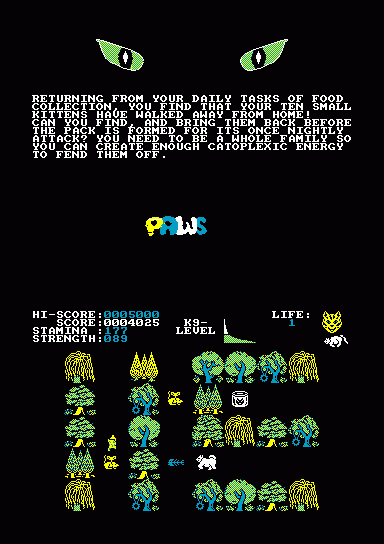 RETURNING FROM YOUR DAILY TASKS OF FOOD
COLLECTION, YOU FIND THAT YOUR TEN SMALL
KITTENS HAVE WALKED AWAY FROM HOME!
CAN YOU FIND, AND BRING THEM BACK BEFORE
THE PACK IS FORMED FOR ITS ONCE NIGHTLY
ATTACK? YOU NEED TO BE A WHOLE FAMILY SO
YOU CAN CREATE ENOUGH CATOPLEXIC ENERGY
TO FEND THEM OFF.
PAWS
HI-SCORE:0005000 LIFE:
SCORE:0004025 K9- 1
STAMINA :177 LEVEL
STRENGTH:089